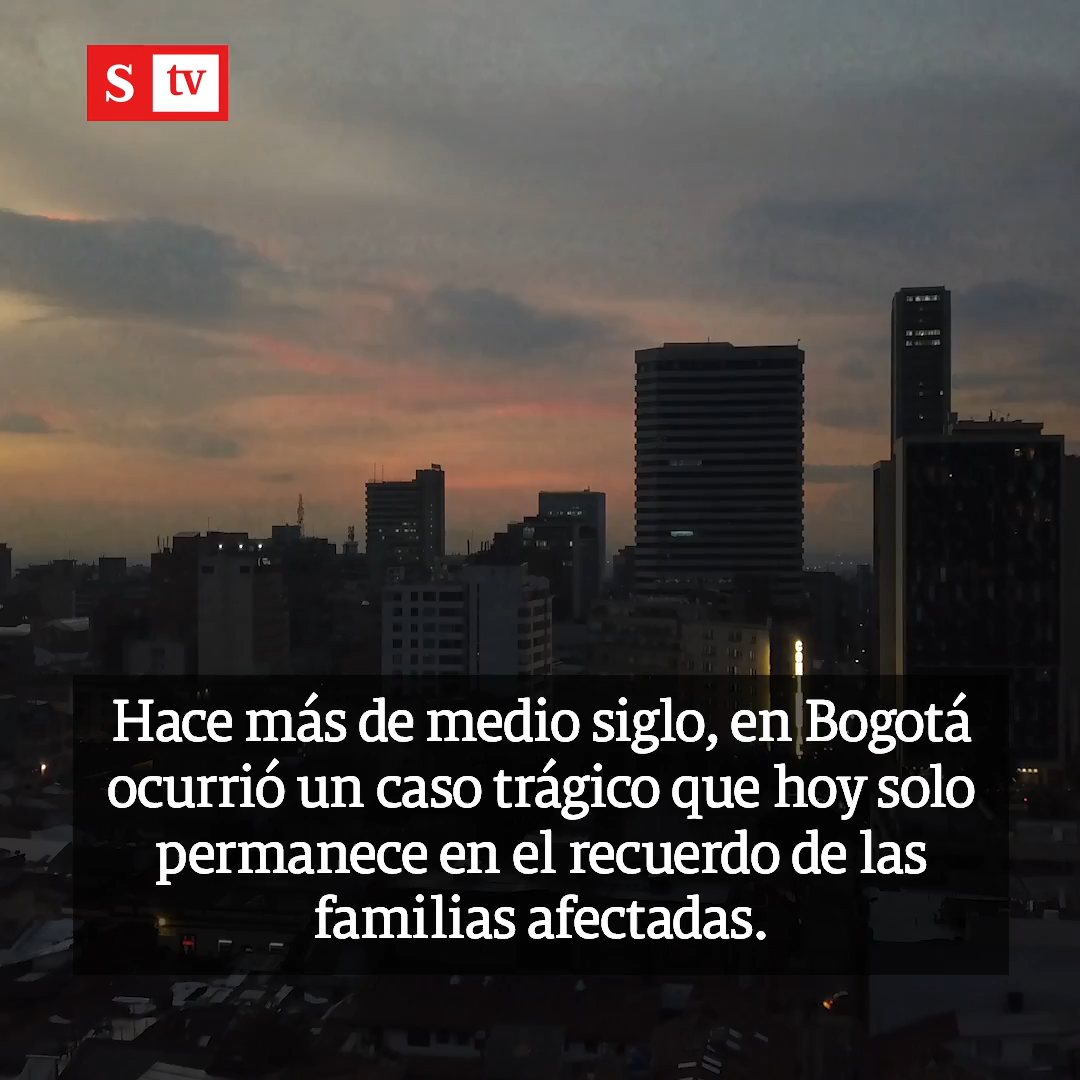 S tv
Hace más de medio siglo, en Bogotá
ocurrió un caso trágico que hoy solo
permanece en el recuerdo de las
familias afectadas.